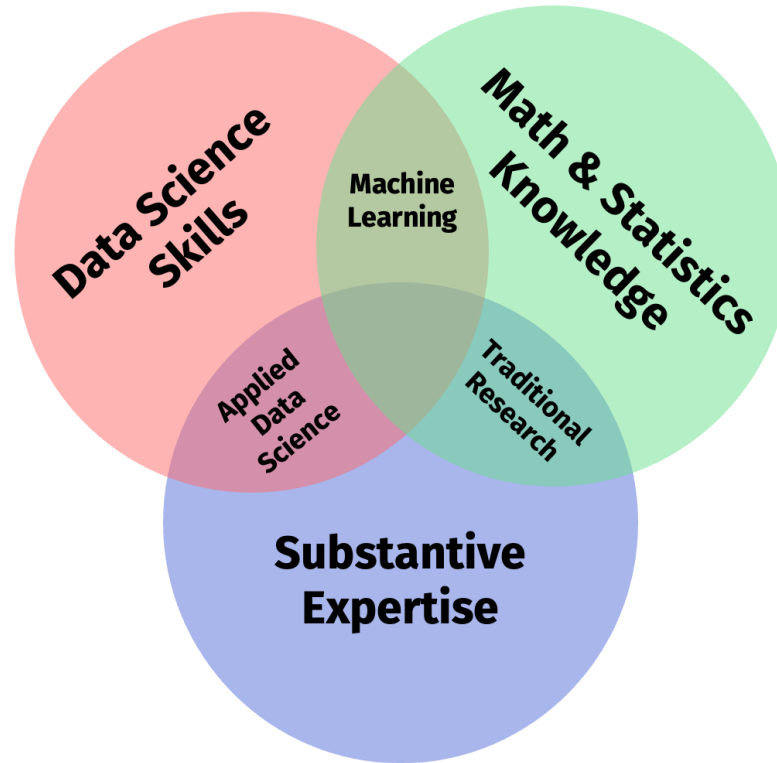 Data Science
Skills
Math & Statistics
Knowledge
Machine
Learning
Applied
Data
Science
Traditional
Research
Substantive
Expertise